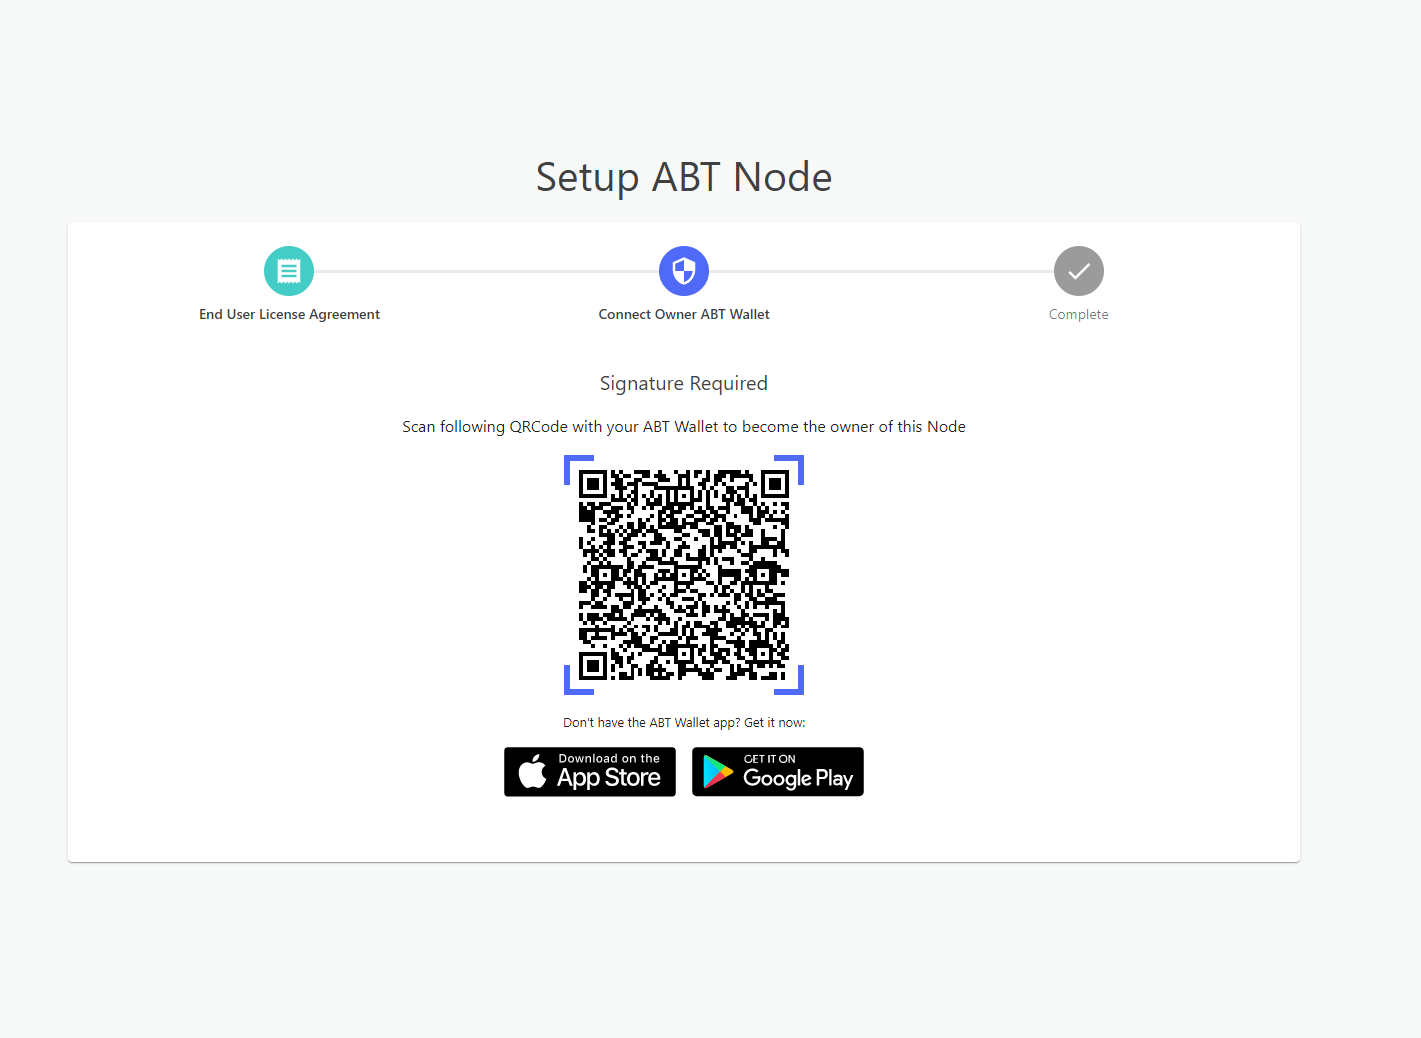 Setup ABT Node
End User License Agreement
Connect Owner ABT Wallet
Complete
Signature Required
Scan following QRCode with your ABT Wallet to become the owner of this Node
Don't have the ABT Wallet app? Get it now:
Download on the
App Store
GET IT ON
Google Play